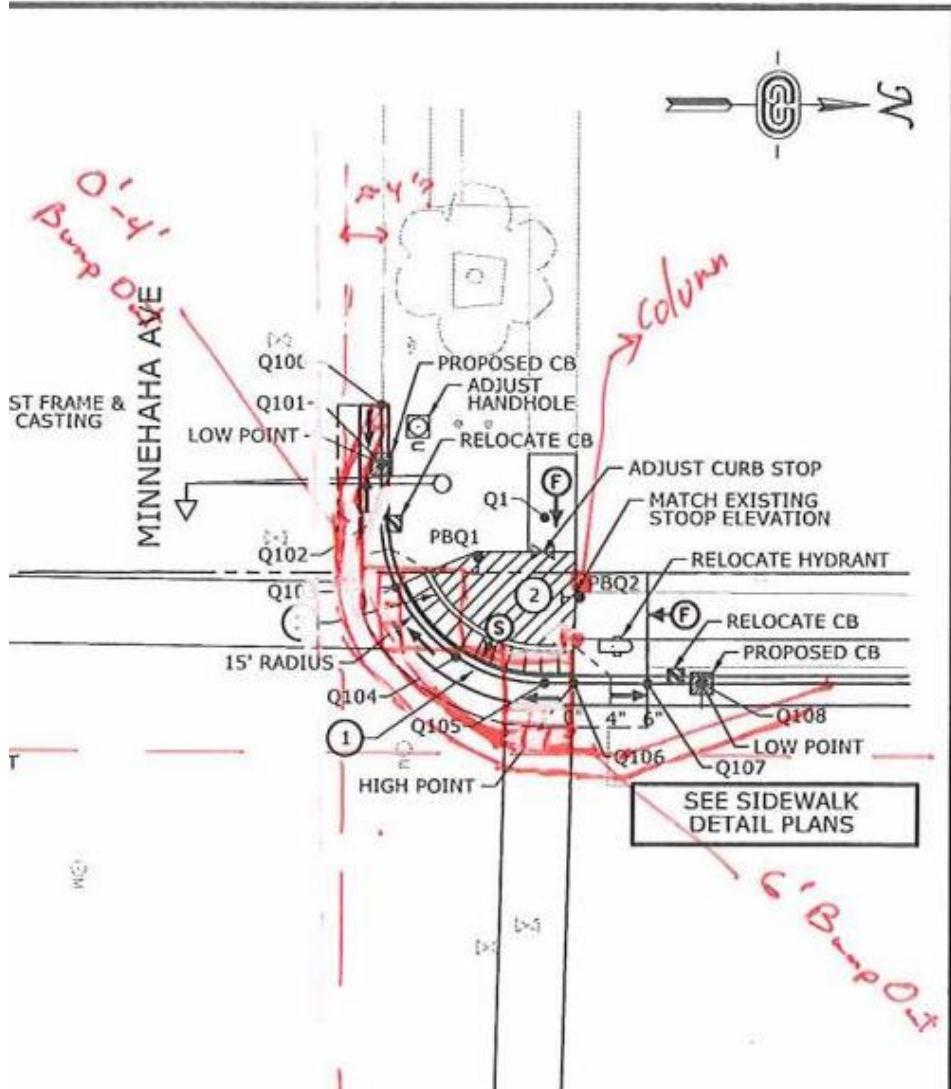 N
≈4'?
0'-4'
Bump Out
column
MINNEHAHA AVE
ST FRAME &
CASTING
Q100
PROPOSED CB
ADJUST
HANDHOLE
Q101
LOW POINT
RELOCATE CB
ADJUST CURB STOP
F
Q1
MATCH EXISTING
STOOP ELEVATION
PBQ1
RELOCATE HYDRANT
Q102
PBQ2
2
F
Q103
S
RELOCATE CB
PROPOSED CB
15' RADIUS
Q104
Q105
0"
4"
6"
Q108
1
Q106
LOW POINT
Q107
T
HIGH POINT
SEE SIDEWALK
DETAIL PLANS
6' Bump Out